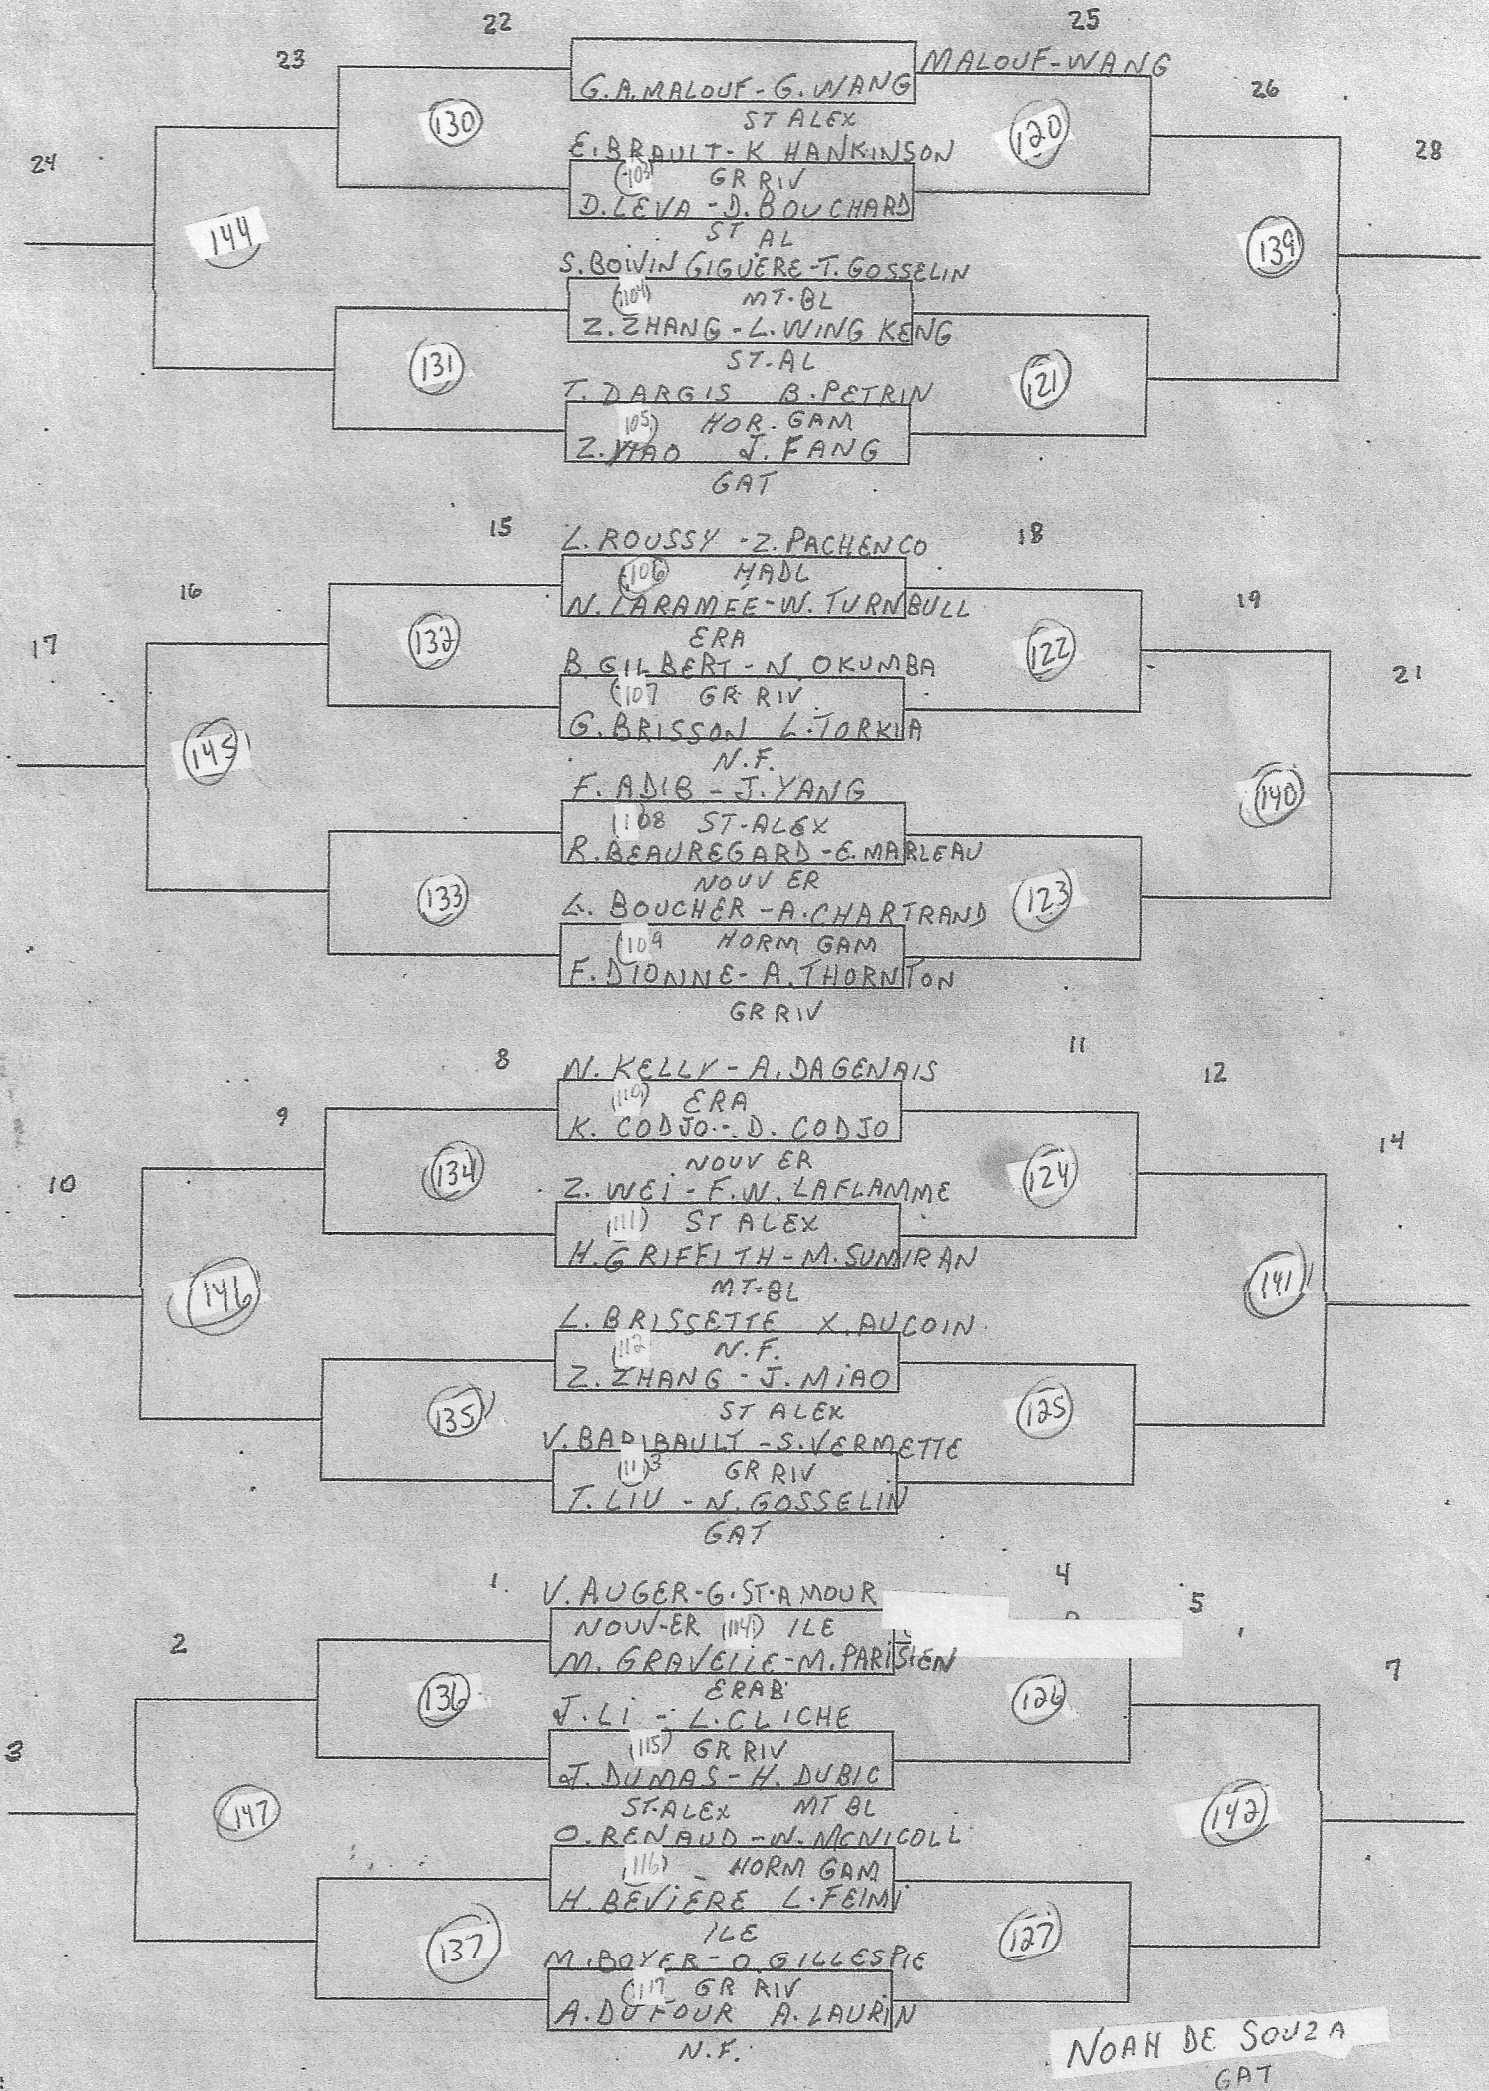 22 25
23 MALOUF-WANG
G.A.MALOUF-G.WANG 26
130 ST ALEX 120
24 E.BRAULT-K HANKINSON 28
(103) GR RIV
D.LEVA-D.BOUCHARD
144 ST AL 139
S.BOIVIN GIGUERE-T.GOSSELIN
(104) MT-BL
Z.ZHANG-L.WING KENG
131 ST-AL 121
T.DARGIS B.PETRIN
105) HOR.GAM
Z. J.FANG
GAT
15 L.ROUSSY-Z.PACHENCO 18
16 (106) HADL 19
N.LARAMÉE-W.TURNBULL
17 132 ERA 122 21
B.GILBERT-N.OKUMBA
(107 GR RIV
G.BRISSON L.TORKIA
145 N.F. 140
F.ADIB-J.YANG
(108 ST-ALEX
R.BEAUREGARD-E.MARLEAU
133 NOUV ER 123
A.BOUCHER-A.CHARTRAND
(109 HORM GAM
F.DIONNE-A.THORNTON
GR RIV
8 N.KELLY-A.DAGENAIS 11
9 (110) ERA 12
K.CODJO-D.CODJO 14
10 134 NOUV ER 124
Z.WEI-F.W.LAFLAMME
(111) ST ALEX
H.GRIFFITH-M.SUMIRAN
146 MT-BL 141
L.BRISSETTE X.AUCOIN
(112 N.F.
Z.ZHANG-J.MIAO
135 ST ALEX 125
V.BARIBAULT-S.VERMETTE
(113 GR RIV
T.LIU-N.GOSSELIN
GAT
1. V.AUGER-G.ST-AMOUR 4
2 NOUV-ER (114) ILE 5
M.GRAVELLE-M.PARISIEN 7
136 ERAB 126
3 J.LI-L.CLICHE
(115) GR RIV
J.DUMAS-H.DUBIC
147 ST-ALEX MT BL 142
O.RENAUD-W.MCNICOLL
(116) - HORM GAM
H.BÉVIÈRE L.FEIMI
137 ILE 127
M.BOYER-O.GILLESPIE
(117 GR RIV
A.DUFOUR A.LAURIN
N.F. NOAH DE SOUZA
GAT